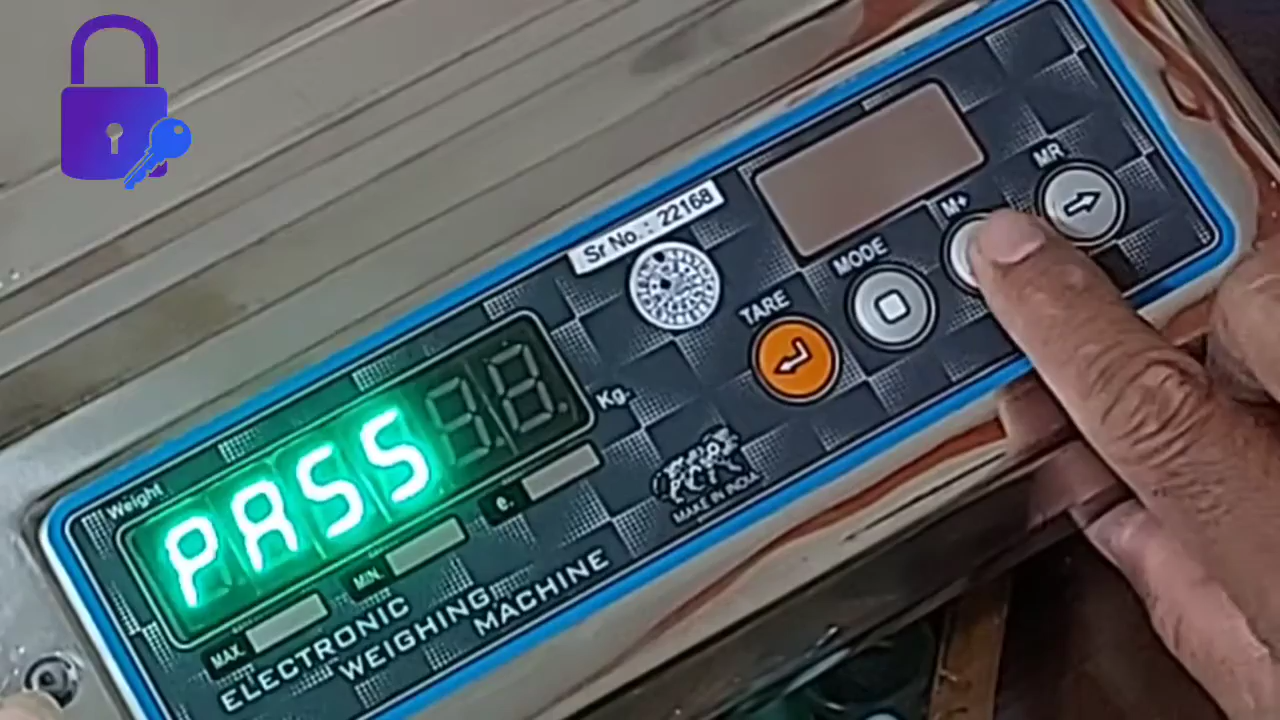 Sr No.: 22168
MR
M+
MODE
TARE
Weight
PASS
Kg.
e.
MIN.
MAX.
MAKE IN INDIA
ELECTRONIC
WEIGHING
MACHINE